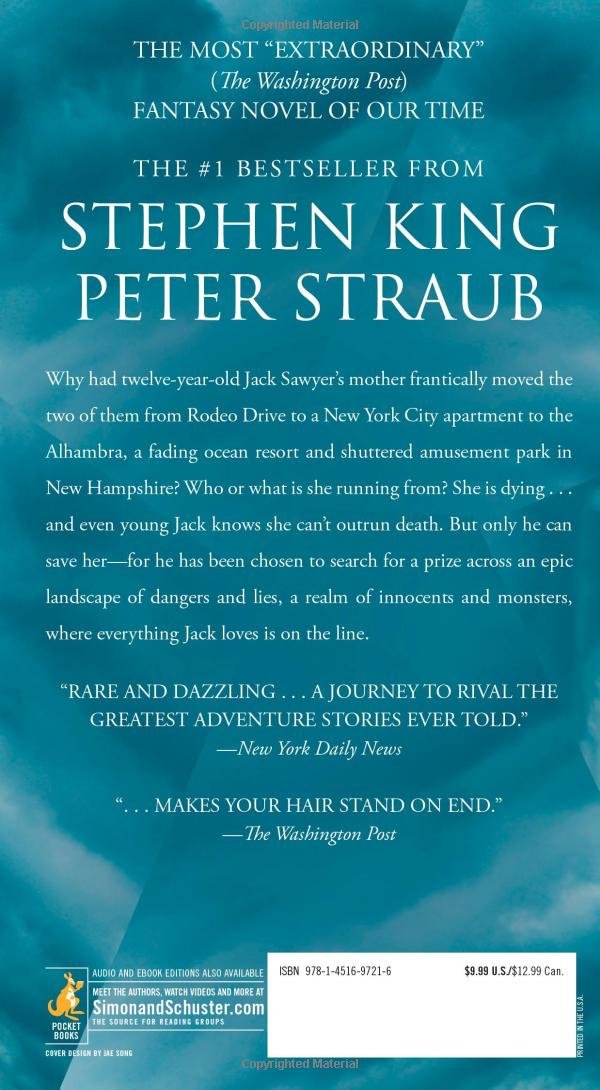 Copyrighted Material
THE MOST “EXTRAORDINARY”
(The Washington Post)
FANTASY NOVEL OF OUR TIME
THE #1 BESTSELLER FROM
STEPHEN KING
PETER STRAUB
Why had twelve-year-old Jack Sawyer’s mother frantically moved the
two of them from Rodeo Drive to a New York City apartment to the
Alhambra, a fading ocean resort and shuttered amusement park in
New Hampshire? Who or what is she running from? She is dying . . .
and even young Jack knows she can’t outrun death. But only he can
save her—for he has been chosen to search for a prize across an epic
landscape of dangers and lies, a realm of innocents and monsters,
where everything Jack loves is on the line.
“RARE AND DAZZLING . . . A JOURNEY TO RIVAL THE
GREATEST ADVENTURE STORIES EVER TOLD.”
—New York Daily News
“. . . MAKES YOUR HAIR STAND ON END.”
—The Washington Post
AUDIO AND EBOOK EDITIONS ALSO AVAILABLE
MEET THE AUTHORS, WATCH VIDEOS AND MORE AT
SimonandSchuster.com
THE SOURCE FOR READING GROUPS
POCKET
BOOKS
COVER DESIGN BY JAE SONG
ISBN 978-1-4516-9721-6
$9.99 U.S./$12.99 Can.
PRINTED IN THE U.S.A.
Copyrighted Material